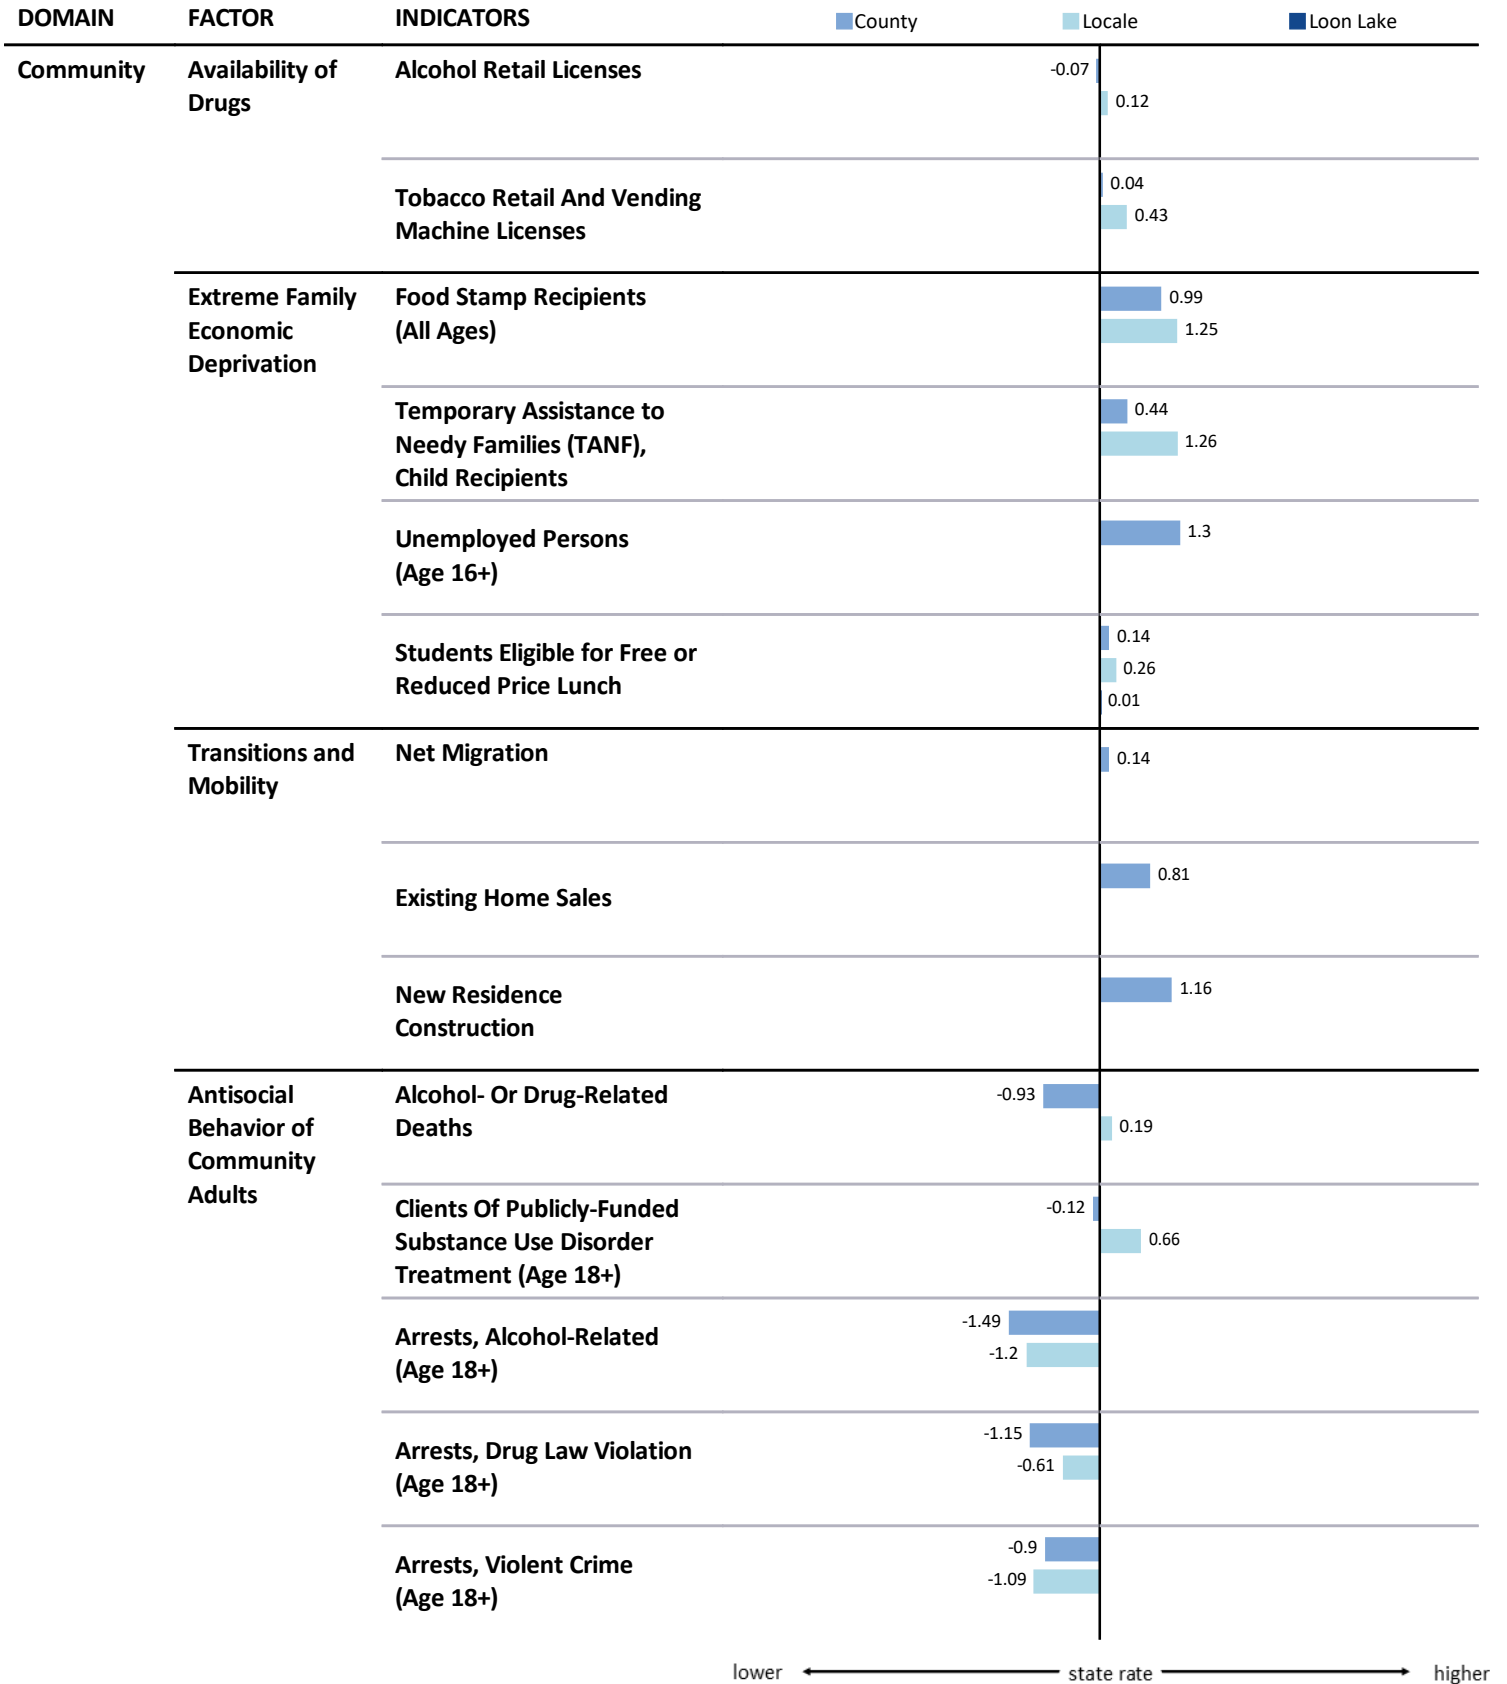 DOMAIN FACTOR INDICATORS County Locale Loon Lake
Community Availability of Drugs Alcohol Retail Licenses
-0.07
0.12
Tobacco Retail And Vending
Machine Licenses
0.04
0.43
Extreme Family
Economic
Deprivation
Food Stamp Recipients
(All Ages)
0.99
1.25
Temporary Assistance to
Needy Families (TANF),
Child Recipients
0.44
1.26
Unemployed Persons
(Age 16+)
1.3
Students Eligible for Free or
Reduced Price Lunch
0.14
0.26
0.01
Transitions and
Mobility
Net Migration
0.14
Existing Home Sales
0.81
New Residence
Construction
1.16
Antisocial
Behavior of
Community
Adults
Alcohol- Or Drug-Related
Deaths
-0.93
0.19
Clients Of Publicly-Funded
Substance Use Disorder
Treatment (Age 18+)
-0.12
0.66
Arrests, Alcohol-Related
(Age 18+)
-1.49
-1.2
Arrests, Drug Law Violation
(Age 18+)
-1.15
-0.61
Arrests, Violent Crime
(Age 18+)
-0.9
-1.09
lower state rate higher